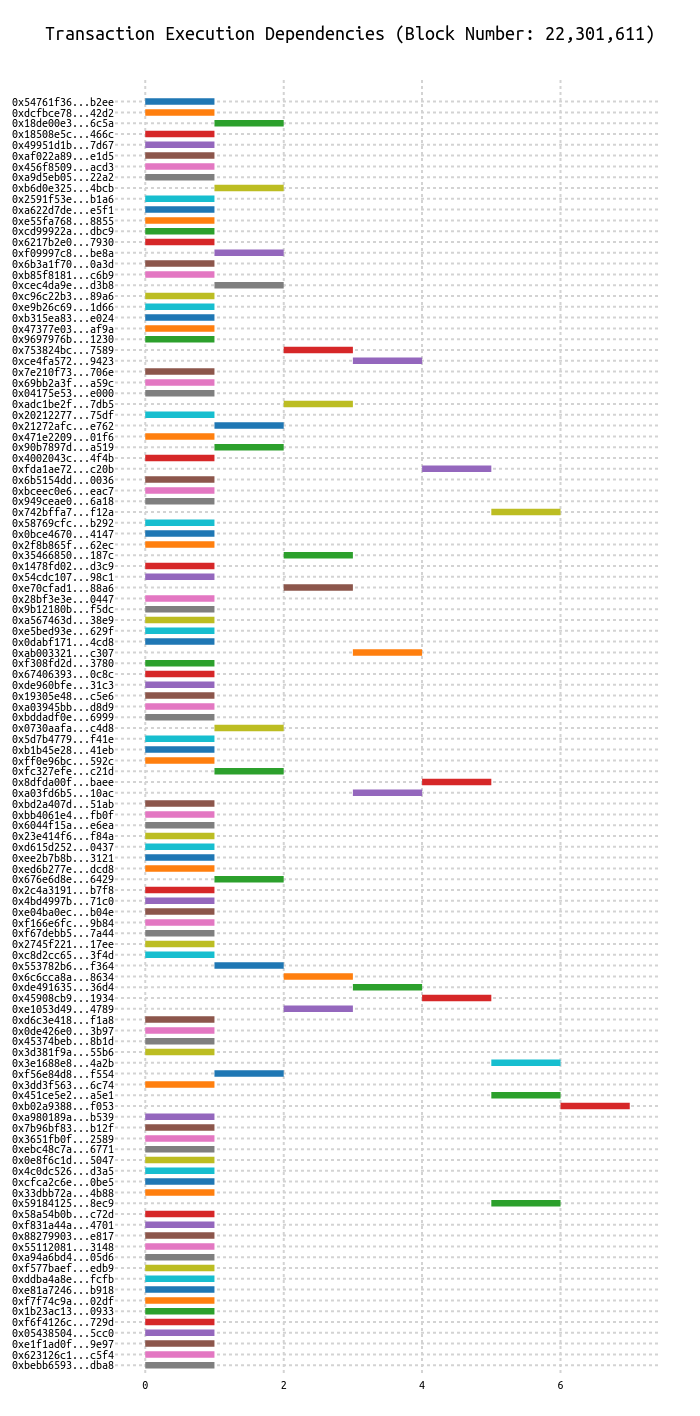 Transaction Execution Dependencies (Block Number: 22,301,611)
0x54761f36...b2ee
0xdcfbce78...42d2
0x18de00e3...6c5a
0x18508e5c...466c
0x49951d1b...7d67
0xaf022a89...e1d5
0x456f8509...acd3
0xa9d5eb05...22a2
0xb6d0e325...4bcb
0x2591f53e...b1a6
0xa622d7de...e5f1
0xe55fa768...8855
0xcd99922a...dbc9
0x6217b2e0...7930
0xf09997c8...be8a
0x6b3a1f70...0a3d
0xb85f8181...c6b9
0xcec4da9e...d3b8
0xc96c22b3...89a6
0xe9b26c69...1d66
0xb315ea83...e024
0x47377e03...af9a
0x9697976b...1230
0x753824bc...7589
0xce4fa572...9423
0x7e210f73...706e
0x69bb2a3f...a59c
0x04175e53...e000
0xadc1be2f...7db5
0x20212277...75df
0x21272afc...e762
0x471e2209...01f6
0x90b7897d...a519
0x4002043c...4f4b
0xfda1ae72...c20b
0x6b5154dd...0036
0xbceec0e6...eac7
0x949ceae0...6a18
0x742bffa7...f12a
0x58769cfc...b292
0x0bce4670...4147
0x2f8b865f...62ec
0x35466850...187c
0x1478fd02...d3c9
0x54cdc107...98c1
0xe70cfad1...88a6
0x28bf3e3e...0447
0x9b12180b...f5dc
0xa567463d...38e9
0xe5bed93e...629f
0x0dabf171...4cd8
0xab003321...c307
0xf308fd2d...3780
0x67406393...0c8c
0xde960bfe...31c3
0x19305e48...c5e6
0xa03945bb...d8d9
0xbddadf0e...6999
0x0730aafa...c4d8
0x5d7b4779...f41e
0xb1b45e28...41eb
0xff0e96bc...592c
0xfc327efe...c21d
0x8dfda00f...baee
0xa03fd6b5...10ac
0xbd2a407d...51ab
0xbb4061e4...fb0f
0x6044f15a...e6ea
0x23e414f6...f84a
0xd615d252...0437
0xee2b7b8b...3121
0xed6b277e...dcd8
0x676e6d8e...6429
0x2c4a3191...b7f8
0x4bd4997b...71c0
0xe04ba0ec...b04e
0xf166e6fc...9b84
0xf67debb5...7a44
0x2745f221...17ee
0xc8d2cc65...3f4d
0x553782b6...f364
0x6c6cca8a...8634
0xde491635...36d4
0x45908cb9...1934
0xe1053d49...4789
0xd6c3e418...f1a8
0x0de426e0...3b97
0x45374beb...8b1d
0x3d381f9a...55b6
0x3e1688e8...4a2b
0xf56e84d8...f554
0x3dd3f563...6c74
0x451ce5e2...a5e1
0xb02a9388...f053
0xa980189a...b539
0x7b96bf83...b12f
0x3651fb0f...2589
0xebc48c7a...6771
0x0e8f6c1d...5047
0x4c0dc526...d3a5
0xcfca2c6e...0be5
0x33dbb72a...4b88
0x59184125...8ec9
0x58a54b0b...c72d
0xf831a44a...4701
0x88279903...e817
0x55112081...3148
0xa94a6bd4...05d6
0xf577baef...edb9
0xddba4a8e...fcfb
0xe81a7246...b918
0xf7f74c9a...02df
0x1b23ac13...0933
0xf6f4126c...729d
0x05438504...5cc0
0xe1f1ad0f...9e97
0x623126c1...c5f4
0xbebb6593...dba8
0 2 4 6